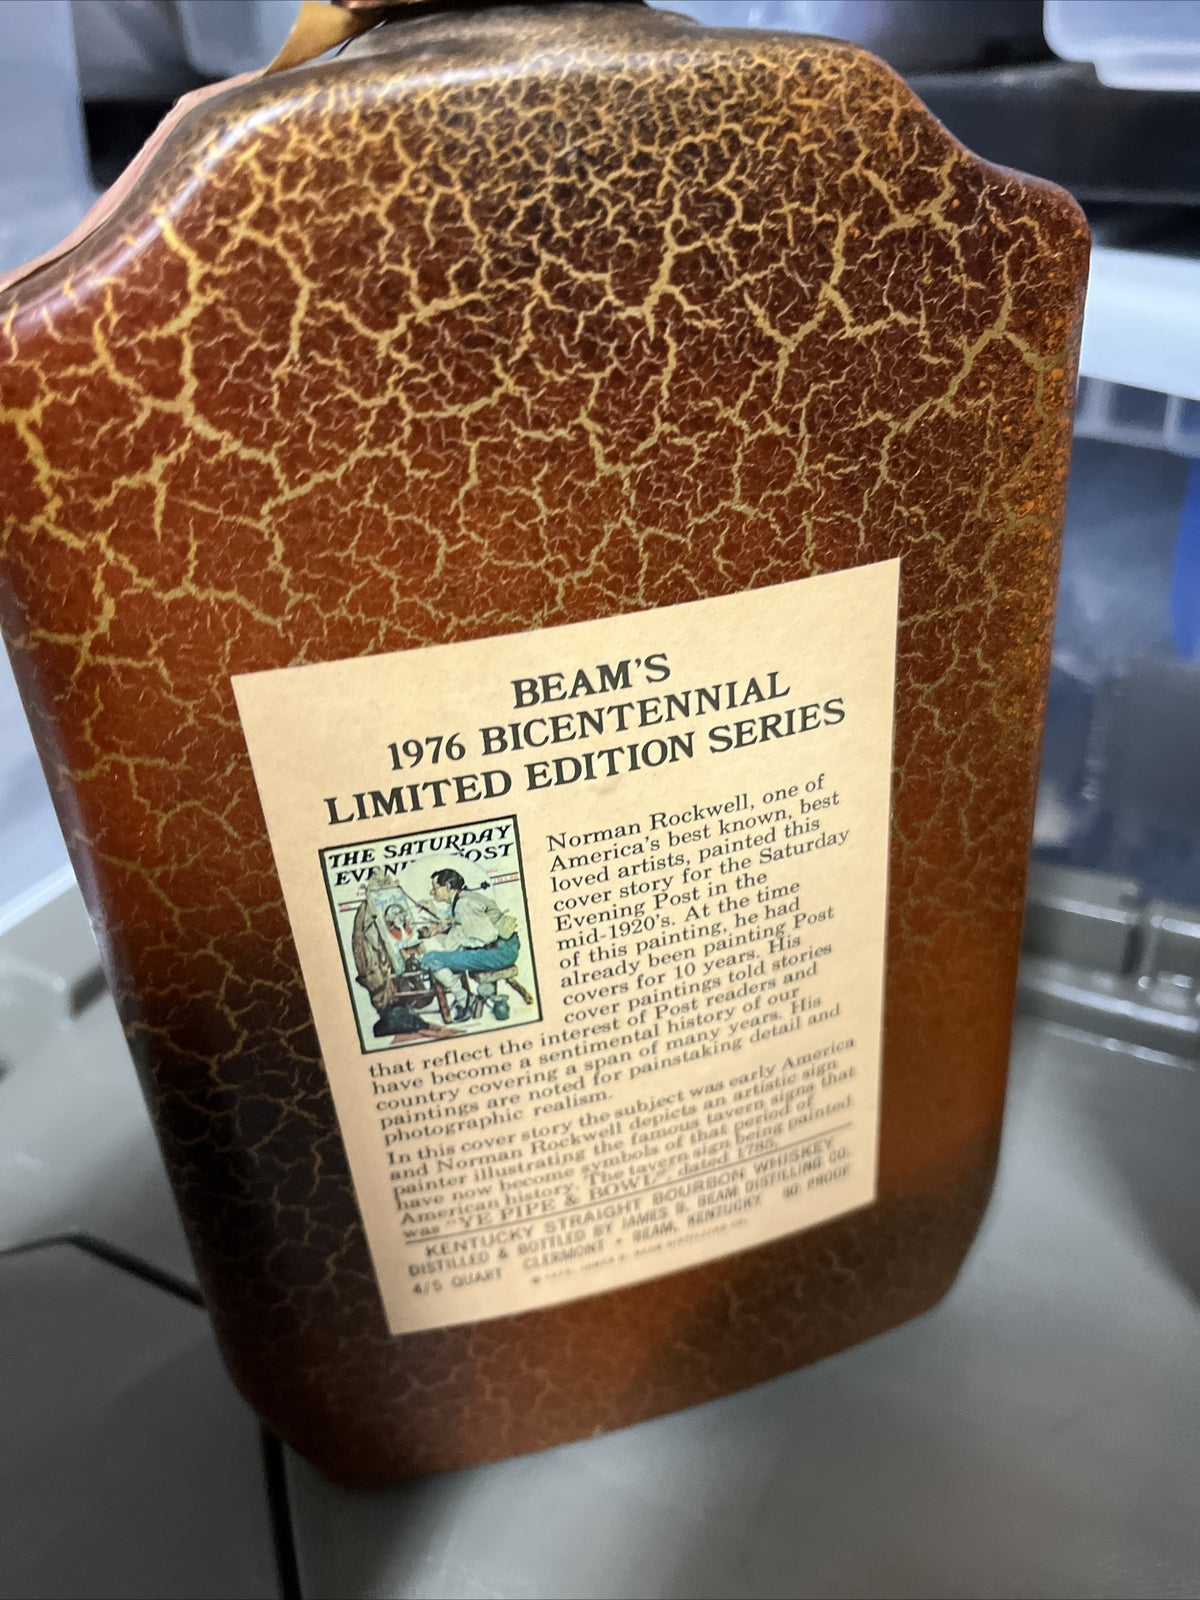 BEAM'S
1976 BICENTENNIAL
LIMITED EDITION SERIES
THE SATURDAY
EVENI POST
Norman Rockwell, one of
America's best known, best
loved artists, painted this
cover story for the Saturday
Evening Post in the
mid-1920's. At the time
of this painting, he had
already been painting Post
covers for 10 years. His
cover paintings told stories
that reflect the interest of Post readers and
have become a sentimental history of our
country covering a span of many years. His
paintings are noted for painstaking detail and
photographic realism.
In this cover story the subject was early America
and Norman Rockwell depicts an artistic sign
painter illustrating the famous tavern signs that
have now become symbols of that period of
American history. The tavern sign being painted
was "YE PIPE & BOWL", dated 1785.
KENTUCKY STRAIGHT BOURBON WHISKEY
DISTILLED & BOTTLED BY JAMES B. BEAM DISTILLING CO.
4/5 QUART CLERMONT • BEAM, KENTUCKY 80 PROOF